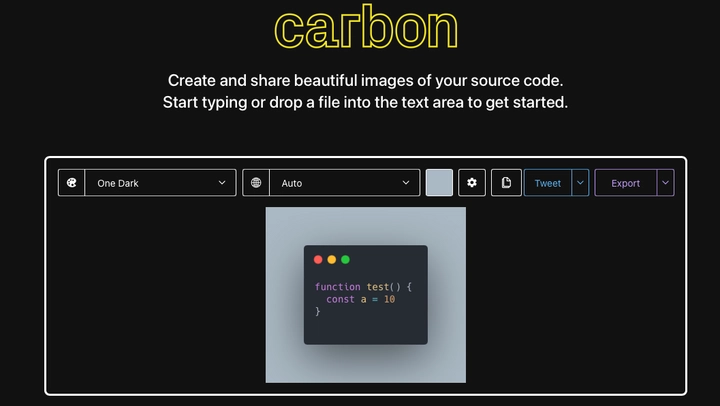 carbon
Create and share beautiful images of your source code.
Start typing or drop a file into the text area to get started.
One Dark
Auto
Tweet
Export
function test() {
  const a = 10
}